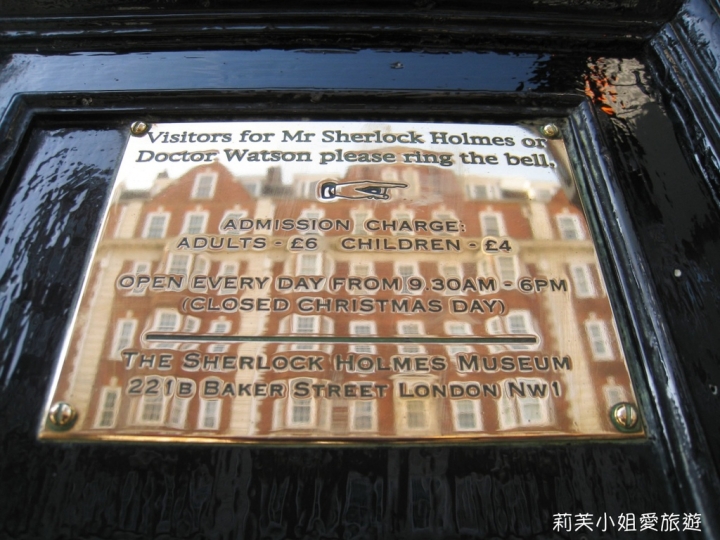 Visitors for Mr Sherlock Holmes or
Doctor Watson please ring the bell.
ADMISSION CHARGE:
ADULTS - £6 CHILDREN - £4
OPEN EVERY DAY (FROM) 9.30AM - 6PM
(CLOSED CHRISTMAS DAY)
THE SHERLOCK HOLMES MUSEUM
221B BAKER STREET LONDON NW1
莉芙小姐愛旅遊